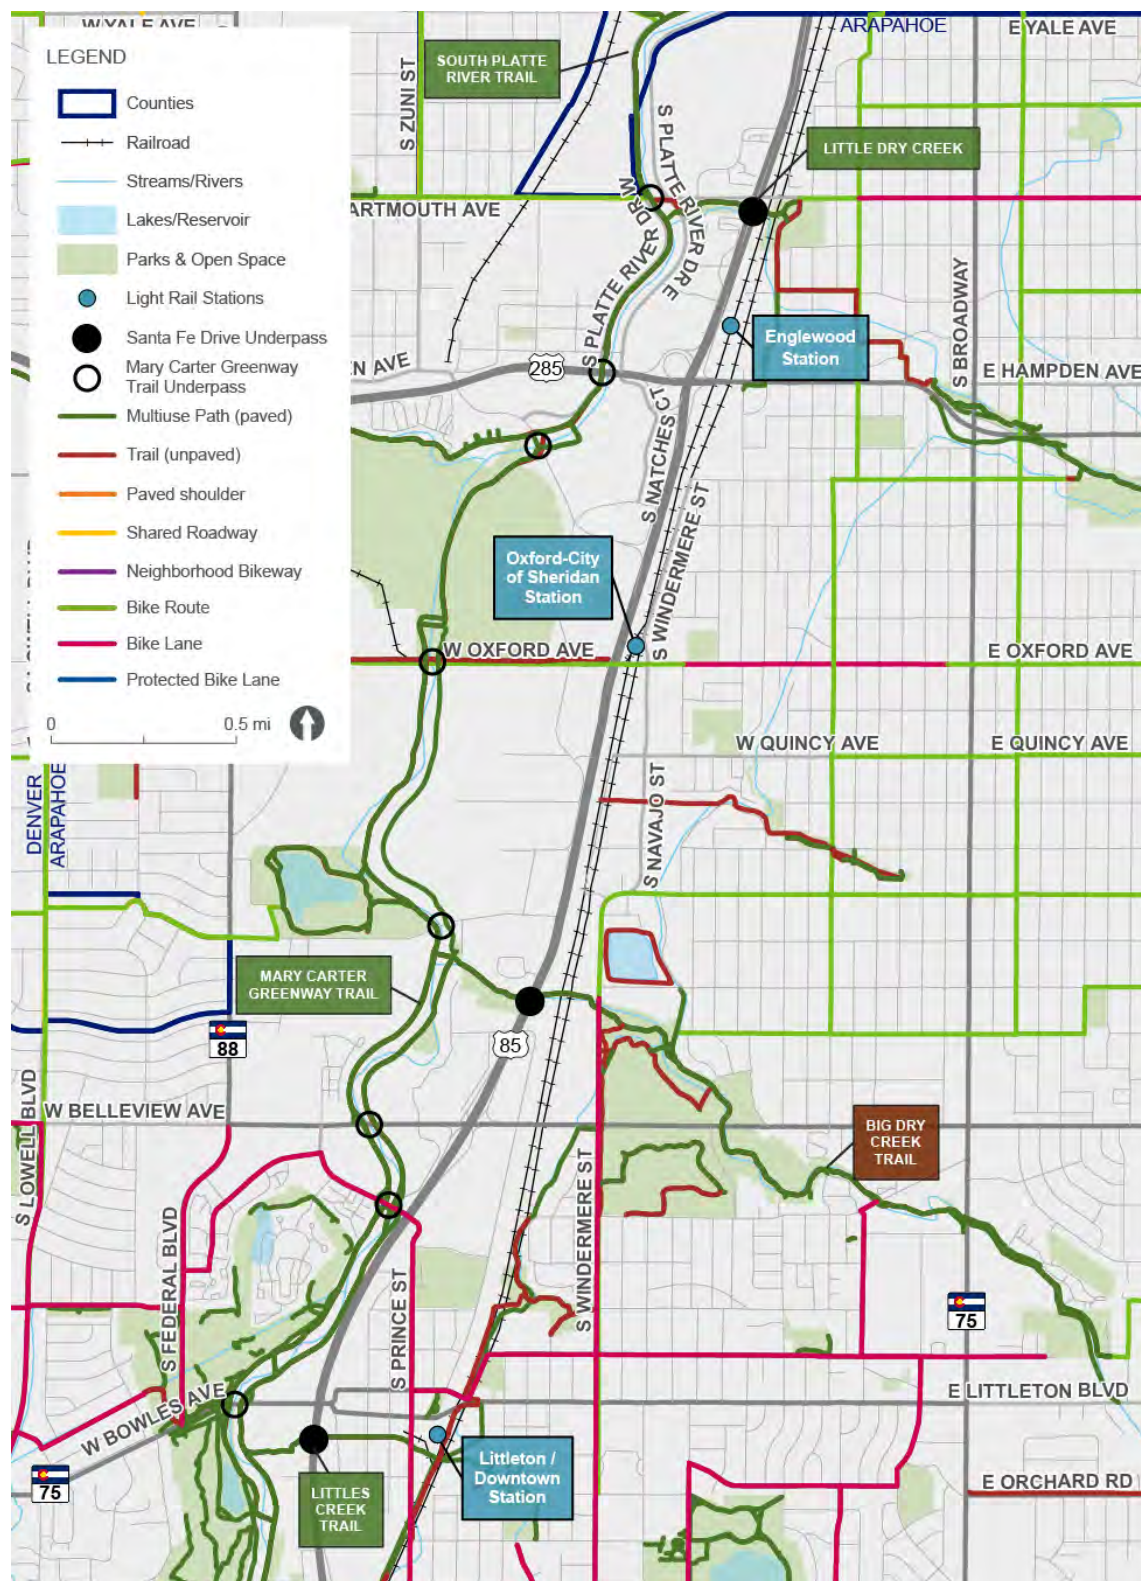 W YALE AVE
ARAPAHOE
E YALE AVE
LEGEND
Counties
Railroad
Streams/Rivers
Lakes/Reservoir
Parks & Open Space
Light Rail Stations
Santa Fe Drive Underpass
Mary Carter Greenway
Trail Underpass
Multiuse Path (paved)
Trail (unpaved)
Paved shoulder
Shared Roadway
Neighborhood Bikeway
Bike Route
Bike Lane
Protected Bike Lane
0
0.5 mi
S ZUNI ST
SOUTH PLATTE
RIVER TRAIL
S PLATTE RIVER DR E
LITTLE DRY CREEK
ARTMOUTH AVE
S PLATTE RIVER DR W
Englewood
Station
S BROADWAY
EN AVE
285
E HAMPDEN AVE
S NATCHES CT
S WINDERMERE ST
Oxford-City
of Sheridan
Station
W OXFORD AVE
E OXFORD AVE
W QUINCY AVE
E QUINCY AVE
DENVER
ARAPAHOE
S NAVAJO ST
MARY CARTER
GREENWAY TRAIL
88
85
S LOWELL BLVD
W BELLEVIEW AVE
BIG DRY
CREEK
TRAIL
S FEDERAL BLVD
S WINDERMERE ST
S PRINCE ST
75
W BOWLES AVE
E LITTLETON BLVD
75
LITTLES
CREEK
TRAIL
Littleton /
Downtown
Station
E ORCHARD RD